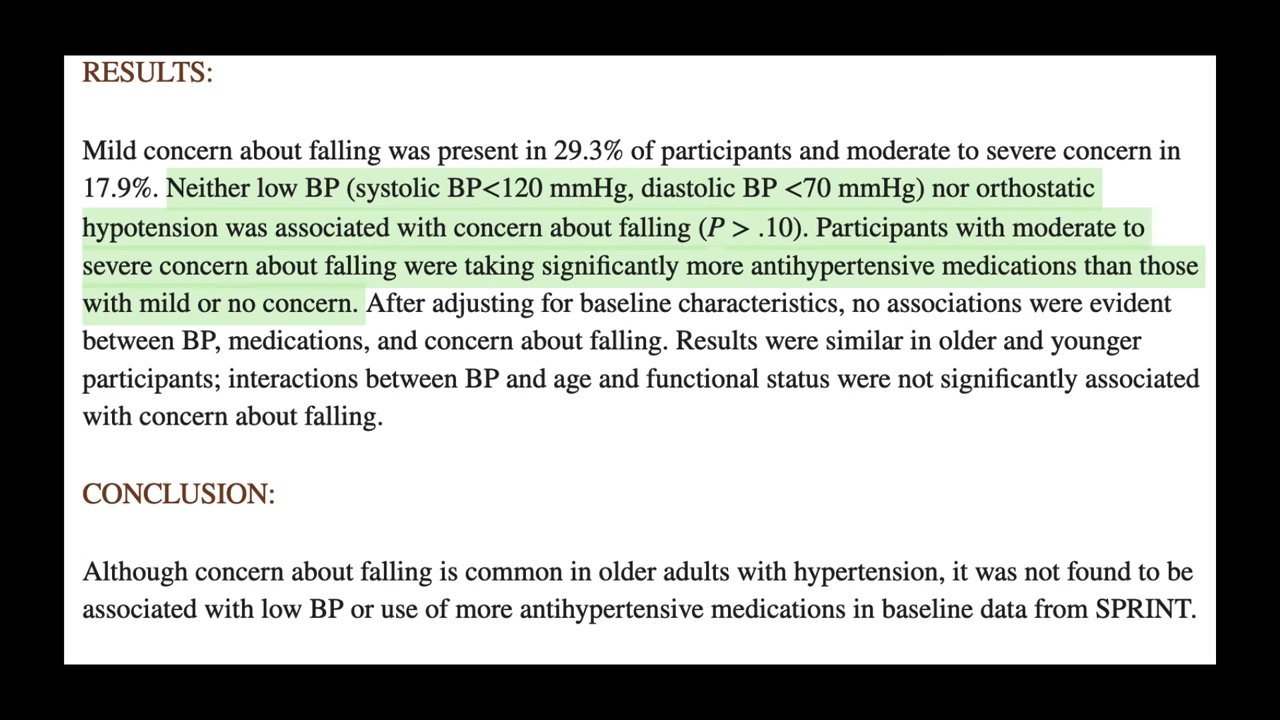 RESULTS:
Mild concern about falling was present in 29.3% of participants and moderate to severe concern in
17.9%. Neither low BP (systolic BP<120 mmHg, diastolic BP <70 mmHg) nor orthostatic
hypotension was associated with concern about falling (P > .10). Participants with moderate to
severe concern about falling were taking significantly more antihypertensive medications than those
with mild or no concern. After adjusting for baseline characteristics, no associations were evident
between BP, medications, and concern about falling. Results were similar in older and younger
participants; interactions between BP and age and functional status were not significantly associated
with concern about falling.
CONCLUSION:
Although concern about falling is common in older adults with hypertension, it was not found to be
associated with low BP or use of more antihypertensive medications in baseline data from SPRINT.